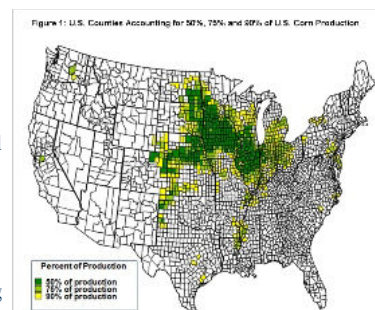 Figure 1: U.S. Counties Accounting for 50%, 75% and 90% of U.S. Corn Production
Percent of Production
50% of production
75% of production
90% of production